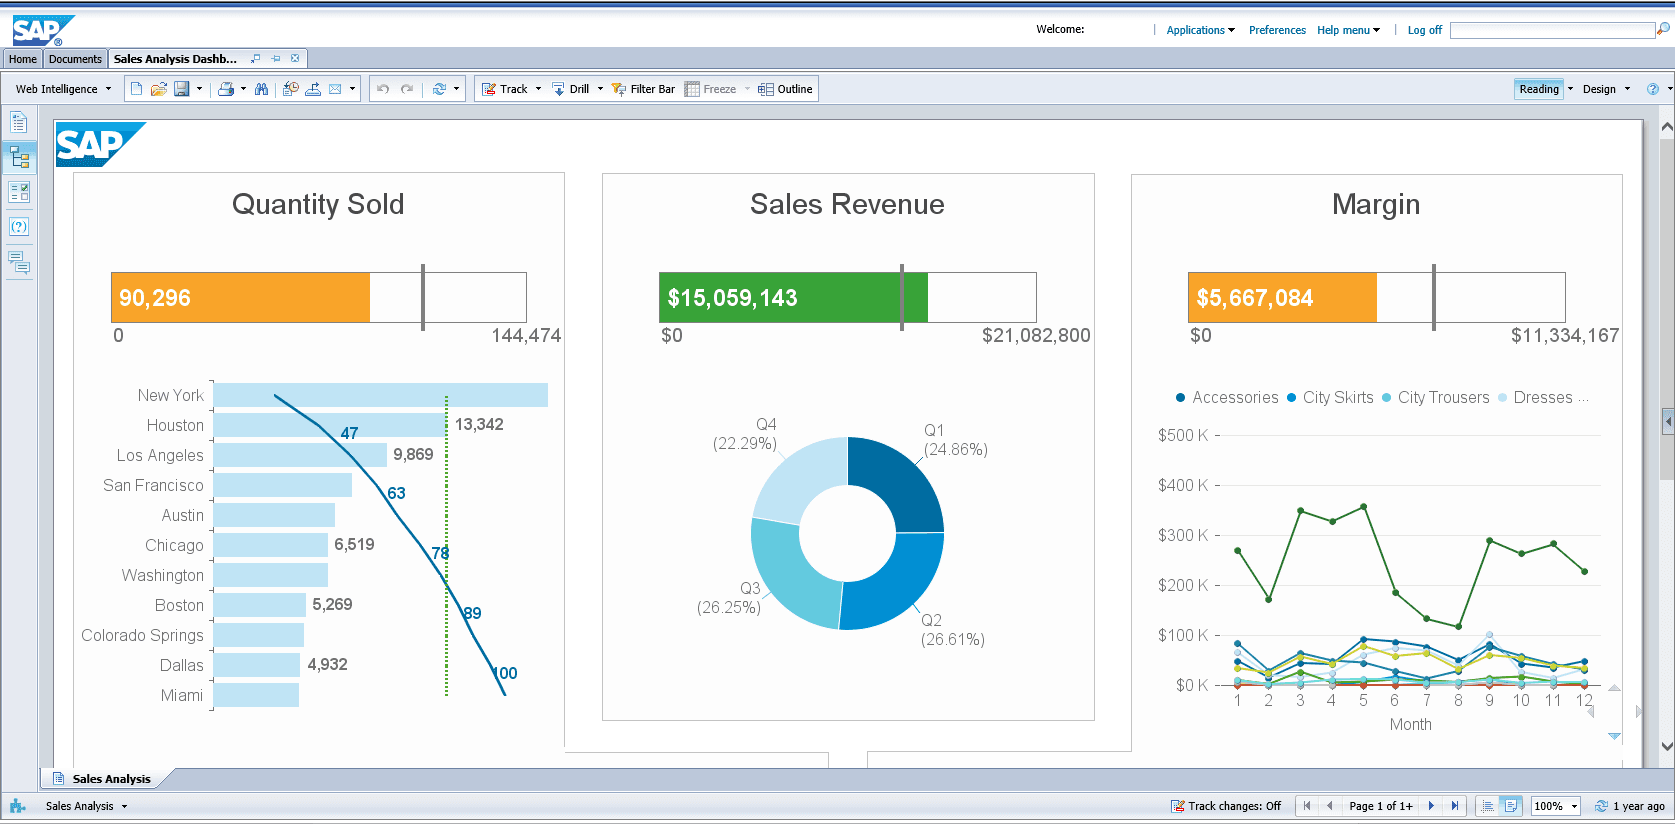 SAP ®
Welcome: Applications Preferences Help menu Log off
Home Documents Sales Analysis Dashb...
Web Intelligence Track Drill Filter Bar Freeze Outline Reading Design ?
(?)
SAP
Quantity Sold
90,296
0 144,474
New York
Houston 47 13,342
Los Angeles 9,869
San Francisco 63
Austin
Chicago 78 6,519
Washington
Boston 5,269 89
Colorado Springs
Dallas 4,932 100
Miami
Sales Revenue
$15,059,143
$0 $21,082,800
Q4
(22.29%)
Q1
(24.86%)
Q3
(26.25%)
Q2
(26.61%)
Margin
$5,667,084
$0 $11,334,167
Accessories City Skirts City Trousers Dresses ...
$500 K
$400 K
$300 K
$200 K
$100 K
$0 K
1 2 3 4 5 6 7 8 9 10 11 12
Month
Sales Analysis
Sales Analysis Track changes: Off Page 1 of 1+ 100% 1 year ago